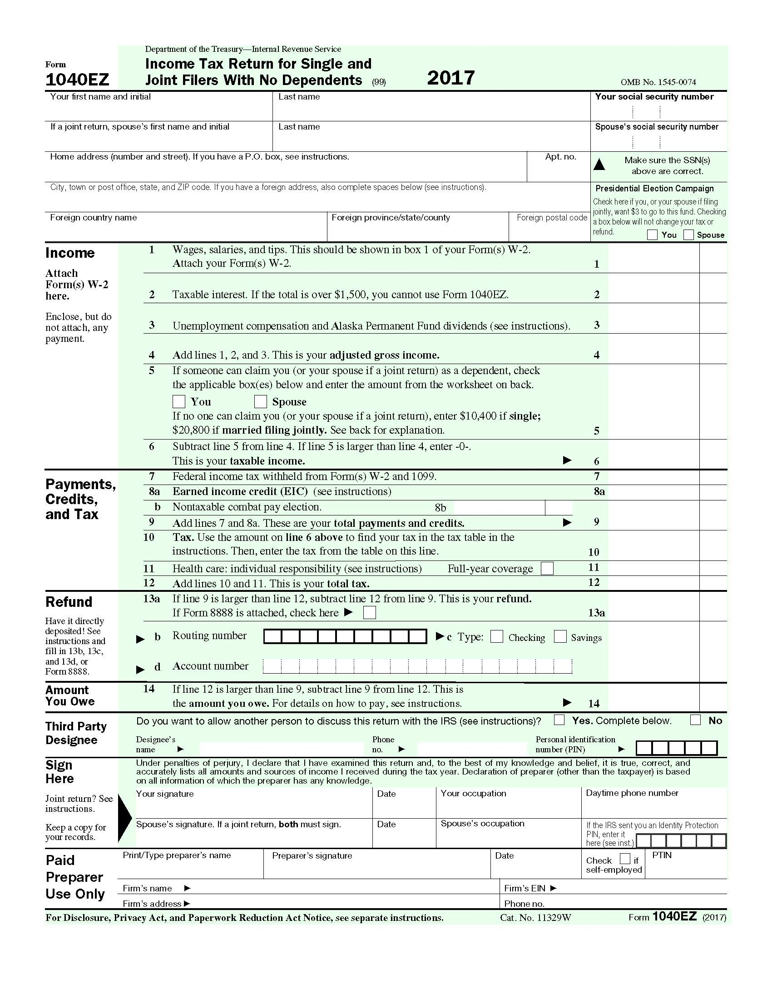 Department of the Treasury—Internal Revenue Service
Form
1040EZ
Income Tax Return for Single and
Joint Filers With No Dependents (99)
2017
OMB No. 1545-0074
Your first name and initial
Last name
Your social security number
If a joint return, spouse's first name and initial
Last name
Spouse's social security number
Home address (number and street). If you have a P.O. box, see instructions.
Apt. no.
▲ Make sure the SSN(s)
above are correct.
City, town or post office, state, and ZIP code. If you have a foreign address, also complete spaces below (see instructions).
Presidential Election Campaign
Check here if you, or your spouse if filing
jointly, want $3 to go to this fund. Checking
a box below will not change your tax or
refund.
You Spouse
Foreign country name
Foreign province/state/county
Foreign postal code
Income
Attach
Form(s) W-2
here.
Enclose, but do
not attach, any
payment.
1 Wages, salaries, and tips. This should be shown in box 1 of your Form(s) W-2.
Attach your Form(s) W-2. 1
2 Taxable interest. If the total is over $1,500, you cannot use Form 1040EZ. 2
3 Unemployment compensation and Alaska Permanent Fund dividends (see instructions). 3
4 Add lines 1, 2, and 3. This is your adjusted gross income. 4
5 If someone can claim you (or your spouse if a joint return) as a dependent, check
the applicable box(es) below and enter the amount from the worksheet on back.
You Spouse
If no one can claim you (or your spouse if a joint return), enter $10,400 if single;
$20,800 if married filing jointly. See back for explanation. 5
6 Subtract line 5 from line 4. If line 5 is larger than line 4, enter -0-.
This is your taxable income. ▶ 6
Payments,
Credits,
and Tax
7 Federal income tax withheld from Form(s) W-2 and 1099. 7
8a Earned income credit (EIC) (see instructions) 8a
b Nontaxable combat pay election. 8b
9 Add lines 7 and 8a. These are your total payments and credits. ▶ 9
10 Tax. Use the amount on line 6 above to find your tax in the tax table in the
instructions. Then, enter the tax from the table on this line. 10
11 Health care: individual responsibility (see instructions) Full-year coverage 11
12 Add lines 10 and 11. This is your total tax. 12
Refund
Have it directly
deposited! See
instructions and
fill in 13b, 13c,
and 13d, or
Form 8888.
13a If line 9 is larger than line 12, subtract line 12 from line 9. This is your refund.
If Form 8888 is attached, check here ▶ 13a
▶ b Routing number ▶ c Type: Checking Savings
▶ d Account number
Amount
You Owe
14 If line 12 is larger than line 9, subtract line 9 from line 12. This is
the amount you owe. For details on how to pay, see instructions. ▶ 14
Third Party
Designee
Do you want to allow another person to discuss this return with the IRS (see instructions)? Yes. Complete below. No
Designee's
name ▶
Phone
no. ▶
Personal identification
number (PIN) ▶
Sign
Here
Joint return? See
instructions.
Keep a copy for
your records.
Under penalties of perjury, I declare that I have examined this return and, to the best of my knowledge and belief, it is true, correct, and
accurately lists all amounts and sources of income I received during the tax year. Declaration of preparer (other than the taxpayer) is based
on all information of which the preparer has any knowledge.
Your signature
Date
Your occupation
Daytime phone number
Spouse's signature. If a joint return, both must sign.
Date
Spouse's occupation
If the IRS sent you an Identity Protection
PIN, enter it
here (see inst.)
Paid
Preparer
Use Only
Print/Type preparer's name
Preparer's signature
Date
Check if
self-employed
PTIN
Firm's name ▶
Firm's EIN ▶
Firm's address ▶
Phone no.
For Disclosure, Privacy Act, and Paperwork Reduction Act Notice, see separate instructions. Cat. No. 11329W Form 1040EZ (2017)